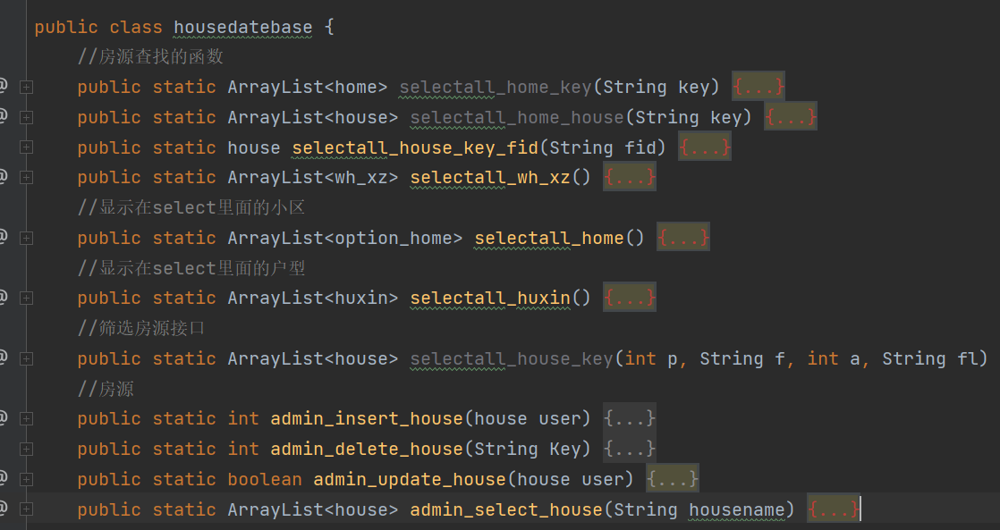 public class housedatebase {
//房源查找的函数
public static ArrayList<home> selectall_home_key(String key) {...}
public static ArrayList<house> selectall_home_house(String key) {...}
public static house selectall_house_key_fid(String fid) {...}
public static ArrayList<wh_xz> selectall_wh_xz() {...}
//显示在select里面的小区
public static ArrayList<option_home> selectall_home() {...}
//显示在select里面的户型
public static ArrayList<huxin> selectall_huxin() {...}
//筛选房源接口
public static ArrayList<house> selectall_house_key(int p, String f, int a, String fl)
//房源
public static int admin_insert_house(house user) {...}
public static int admin_delete_house(String Key) {...}
public static boolean admin_update_house(house user) {...}
public static ArrayList<house> admin_select_house(String housename) {...}